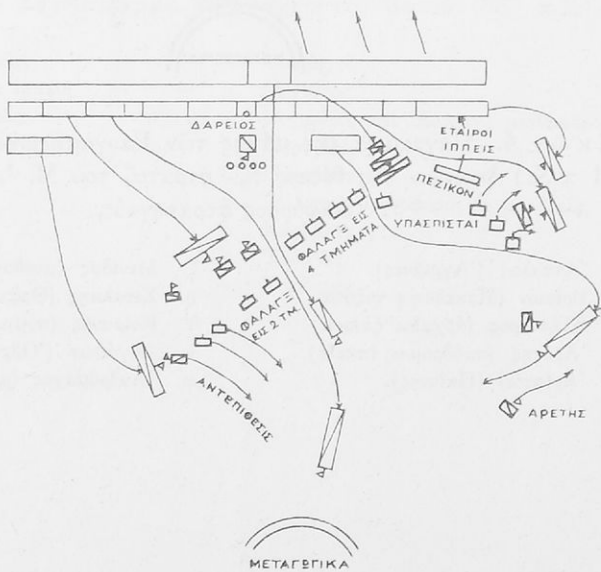 ΔΑΡΕΙΟΣ
ΕΤΑΙΡΟΙ
ΙΠΠΕΙΣ
ΠΕΖΙΚΟΝ
ΥΠΑΣΠΙΣΤΑΙ
ΦΑΛΑΓΞ ΕΙΣ
4 ΤΜΗΜΑΤΑ
ΦΑΛΑΓΞ
ΕΙΣ 2 ΤΜ.
ΑΝΤΕΠΙΘΕΣΙΣ
ΑΡΕΤΗΣ
ΜΕΤΑΓΩΓΙΚΑ